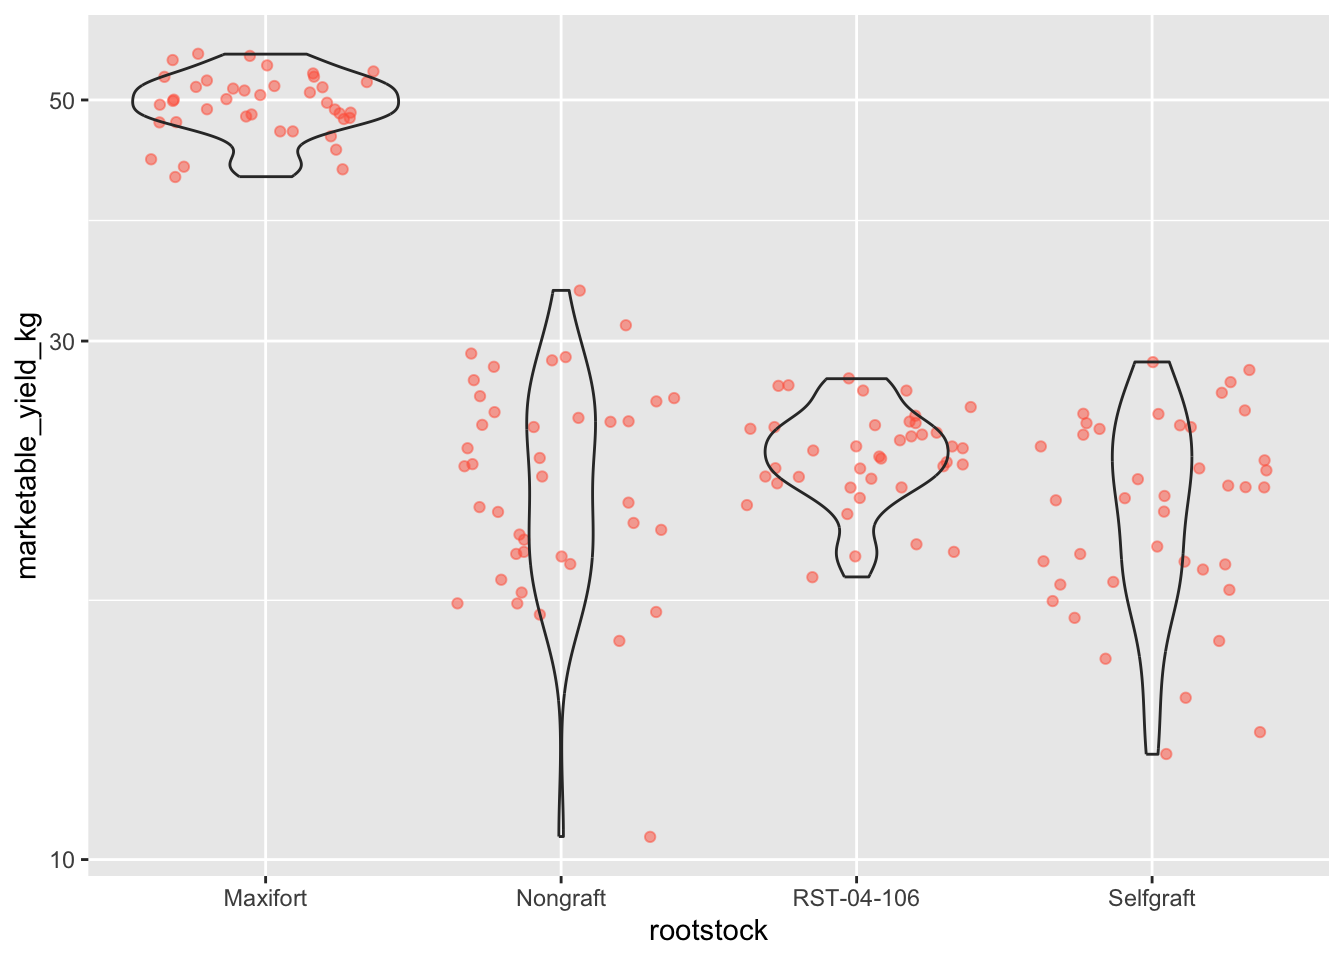 marketable_yield_kg
50
30
10
Maxifort Nongraft RST-04-106 Selfgraft
rootstock